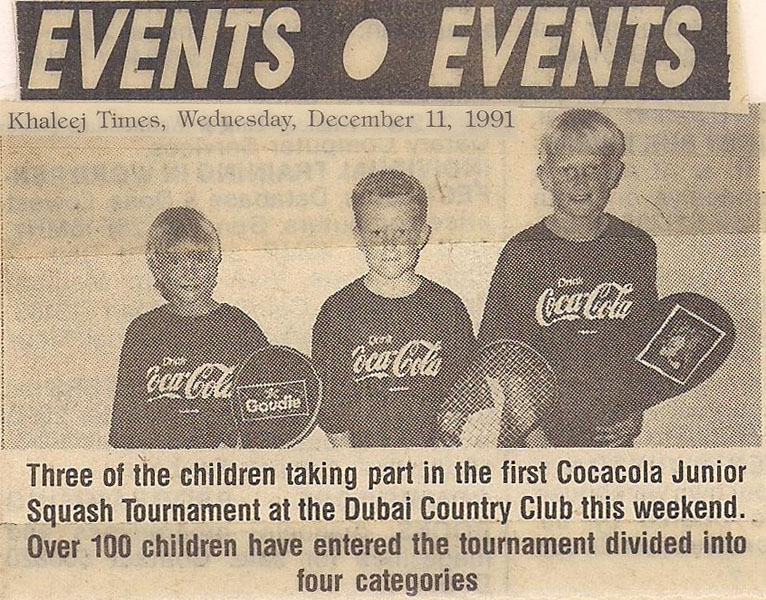 EVENTS • EVENTS
Khaleej Times, Wednesday, December 11, 1991
Drink
Coca-Cola
Drink
Coca-Cola
Drink
Coca-Cola
Goudie
Three of the children taking part in the first Cocacola Junior
Squash Tournament at the Dubai Country Club this weekend.
Over 100 children have entered the tournament divided into
four categories